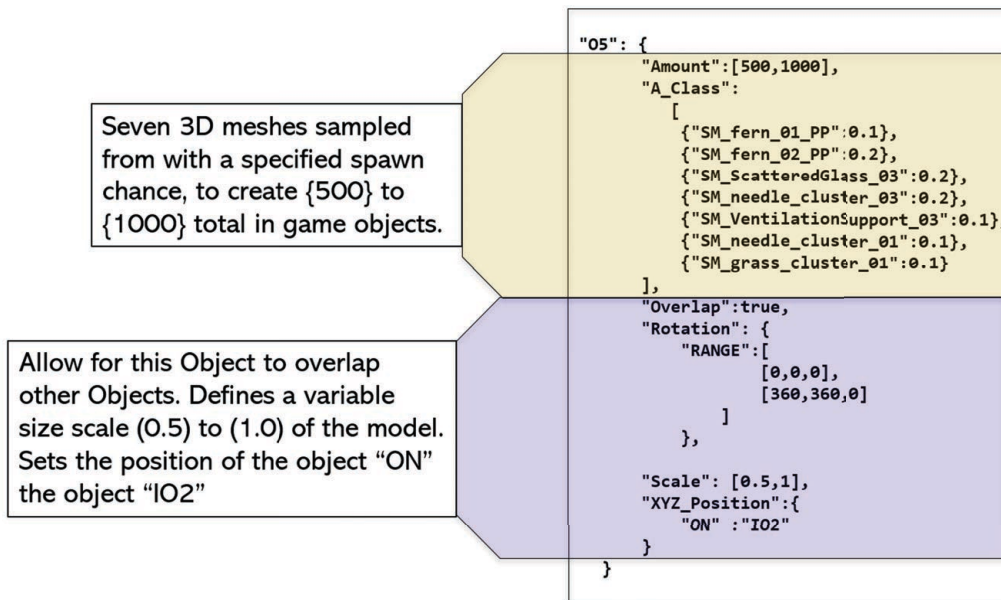 Seven 3D meshes sampled
from with a specified spawn
chance, to create {500} to
{1000} total in game objects.
Allow for this Object to overlap
other Objects. Defines a variable
size scale (0.5) to (1.0) of the model.
Sets the position of the object “ON”
the object “IO2”
"O5": {
"Amount":[500,1000],
"A_Class":
[
{"SM_fern_01_PP":0.1},
{"SM_fern_02_PP":0.2},
{"SM_ScatteredGlass_03":0.2},
{"SM_needle_cluster_03":0.2},
{"SM_VentilationSupport_03":0.1},
{"SM_needle_cluster_01":0.1},
{"SM_grass_cluster_01":0.1}
],
"Overlap":true,
"Rotation": {
"RANGE":[
[0,0,0],
[360,360,0]
]
},
"Scale": [0.5,1],
"XYZ_Position":{
"ON" :"IO2"
}
}